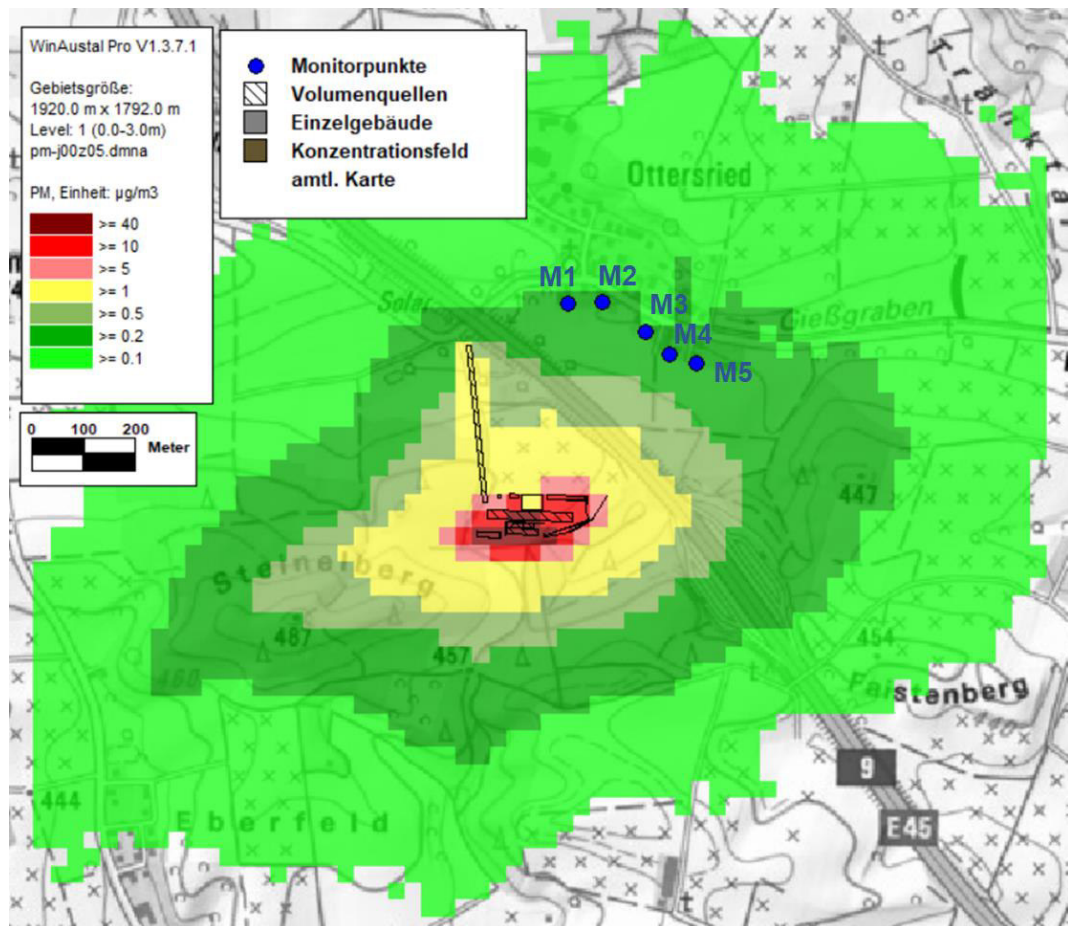 WinAustal Pro V1.3.7.1
Gebietsgröße:
1920.0 m x 1792.0 m
Level: 1 (0.0-3.0m)
pm-j00z05.dmna
PM, Einheit: µg/m3
>= 40
>= 10
>= 5
>= 1
>= 0.5
>= 0.2
>= 0.1
0 100 200
Meter
Monitorpunkte
Volumenquellen
Einzelgebäude
Konzentrationsfeld
amtl. Karte
Ottersried
M1
M2
M3
M4
M5
Solar
Gießgraben
447
Steinelberg
487
457
460
454
Farstenberg
440
9
E45
444
Eberfeld